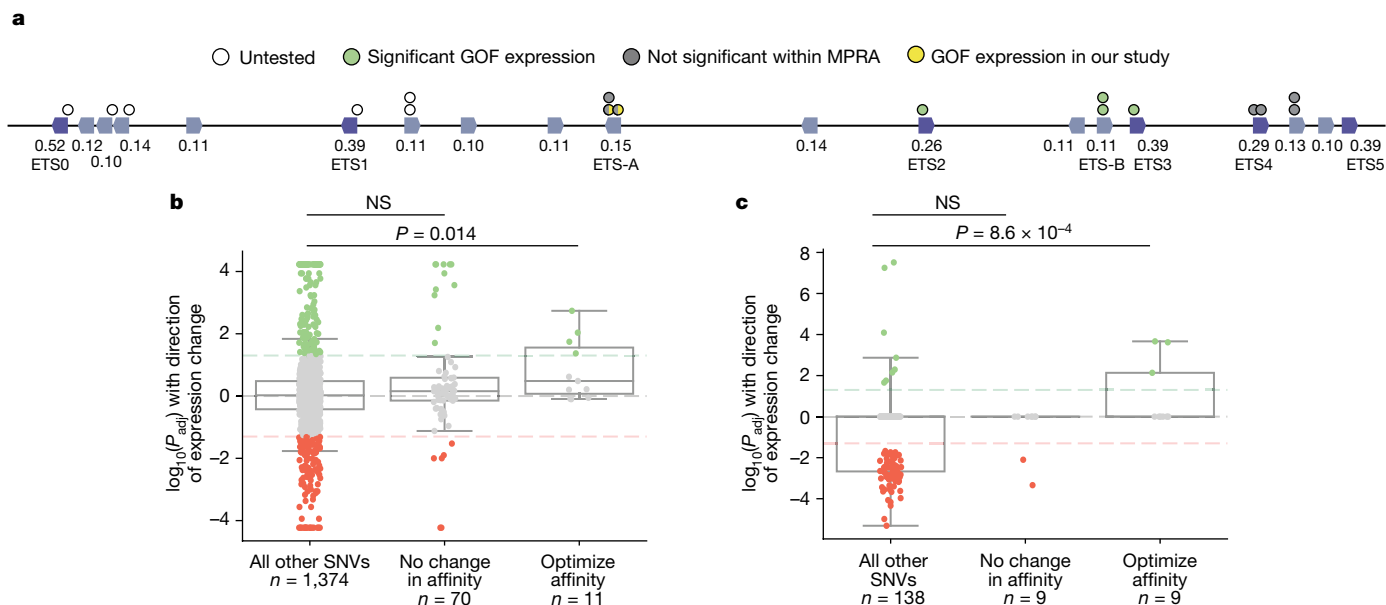 a
Untested
Significant GOF expression
Not significant within MPRA
GOF expression in our study
0.52 0.12 0.10 0.14 0.11 0.39 0.11 0.10 0.11 0.15 0.14 0.26 0.11 0.11 0.39 0.29 0.13 0.10 0.39
ETS0 ETS1 ETS-A ETS2 ETS-B ETS3 ETS4 ETS5
b
NS
P = 0.014
log10(Padj) with direction
of expression change
4
2
0
–2
–4
All other SNVs
n = 1,374
No change
in affinity
n = 70
Optimize
affinity
n = 11
c
NS
P = 8.6 × 10–4
log10(Padj) with direction
of expression change
8
6
4
2
0
–2
–4
All other
SNVs
n = 138
No change
in affinity
n = 9
Optimize
affinity
n = 9